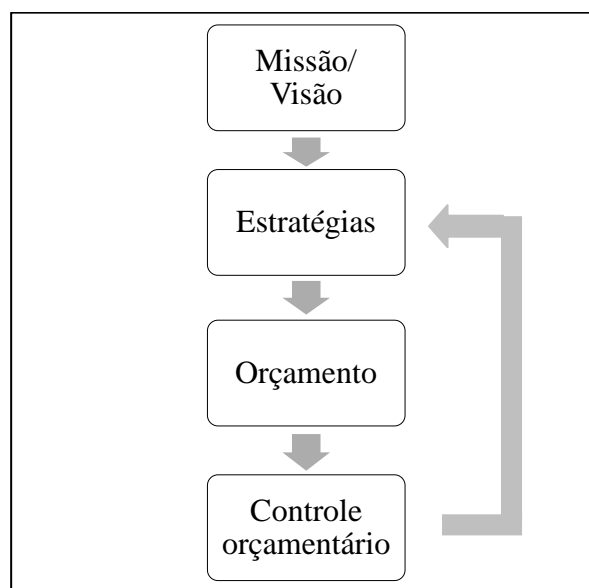 Missão/
Visão
Estratégias
Orçamento
Controle
orçamentário